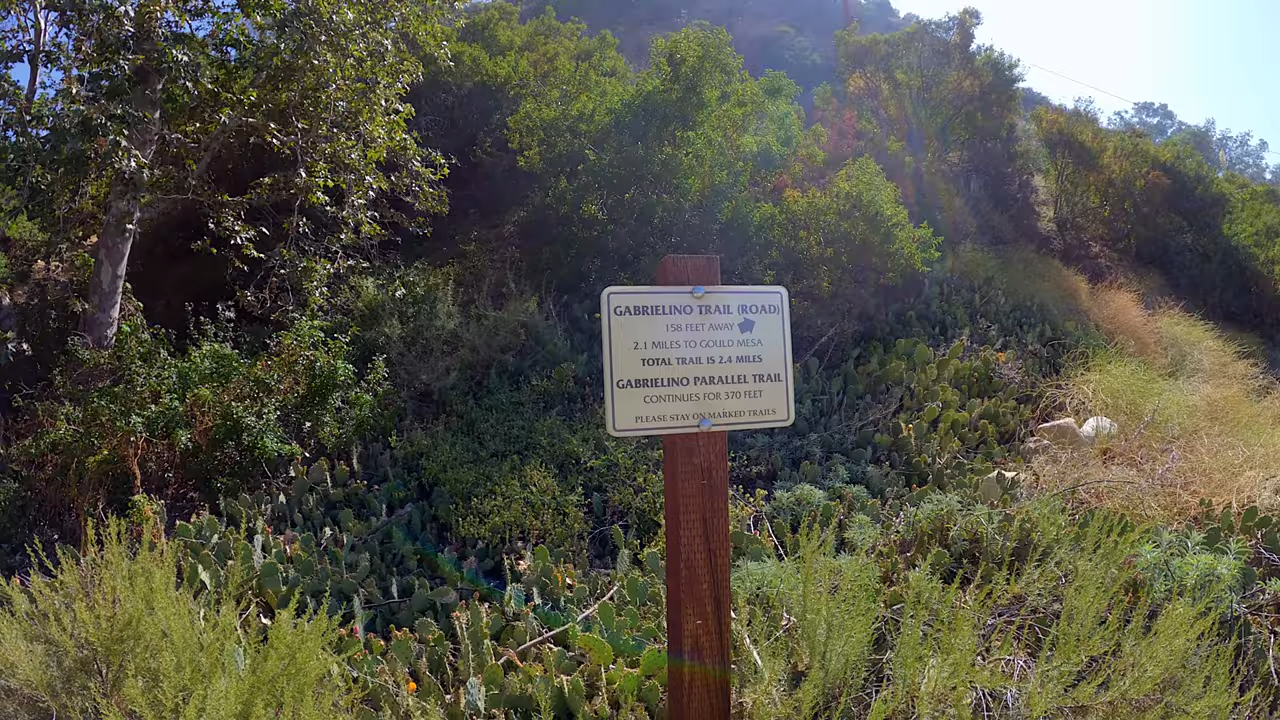 GABRIELINO TRAIL (ROAD)
158 FEET AWAY
2.1 MILES TO GOULD MESA
TOTAL TRAIL IS 2.4 MILES
GABRIELINO PARALLEL TRAIL
CONTINUES FOR 370 FEET
PLEASE STAY ON MARKED TRAILS